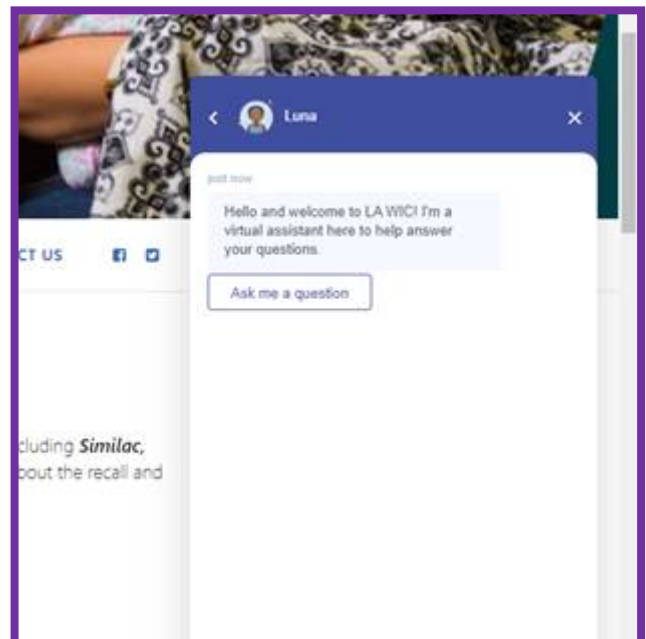 Luna
just now
Hello and welcome to LA WIC! I'm a
virtual assistant here to help answer
your questions.
Ask me a question
CT US
cluding Similac,
bout the recall and